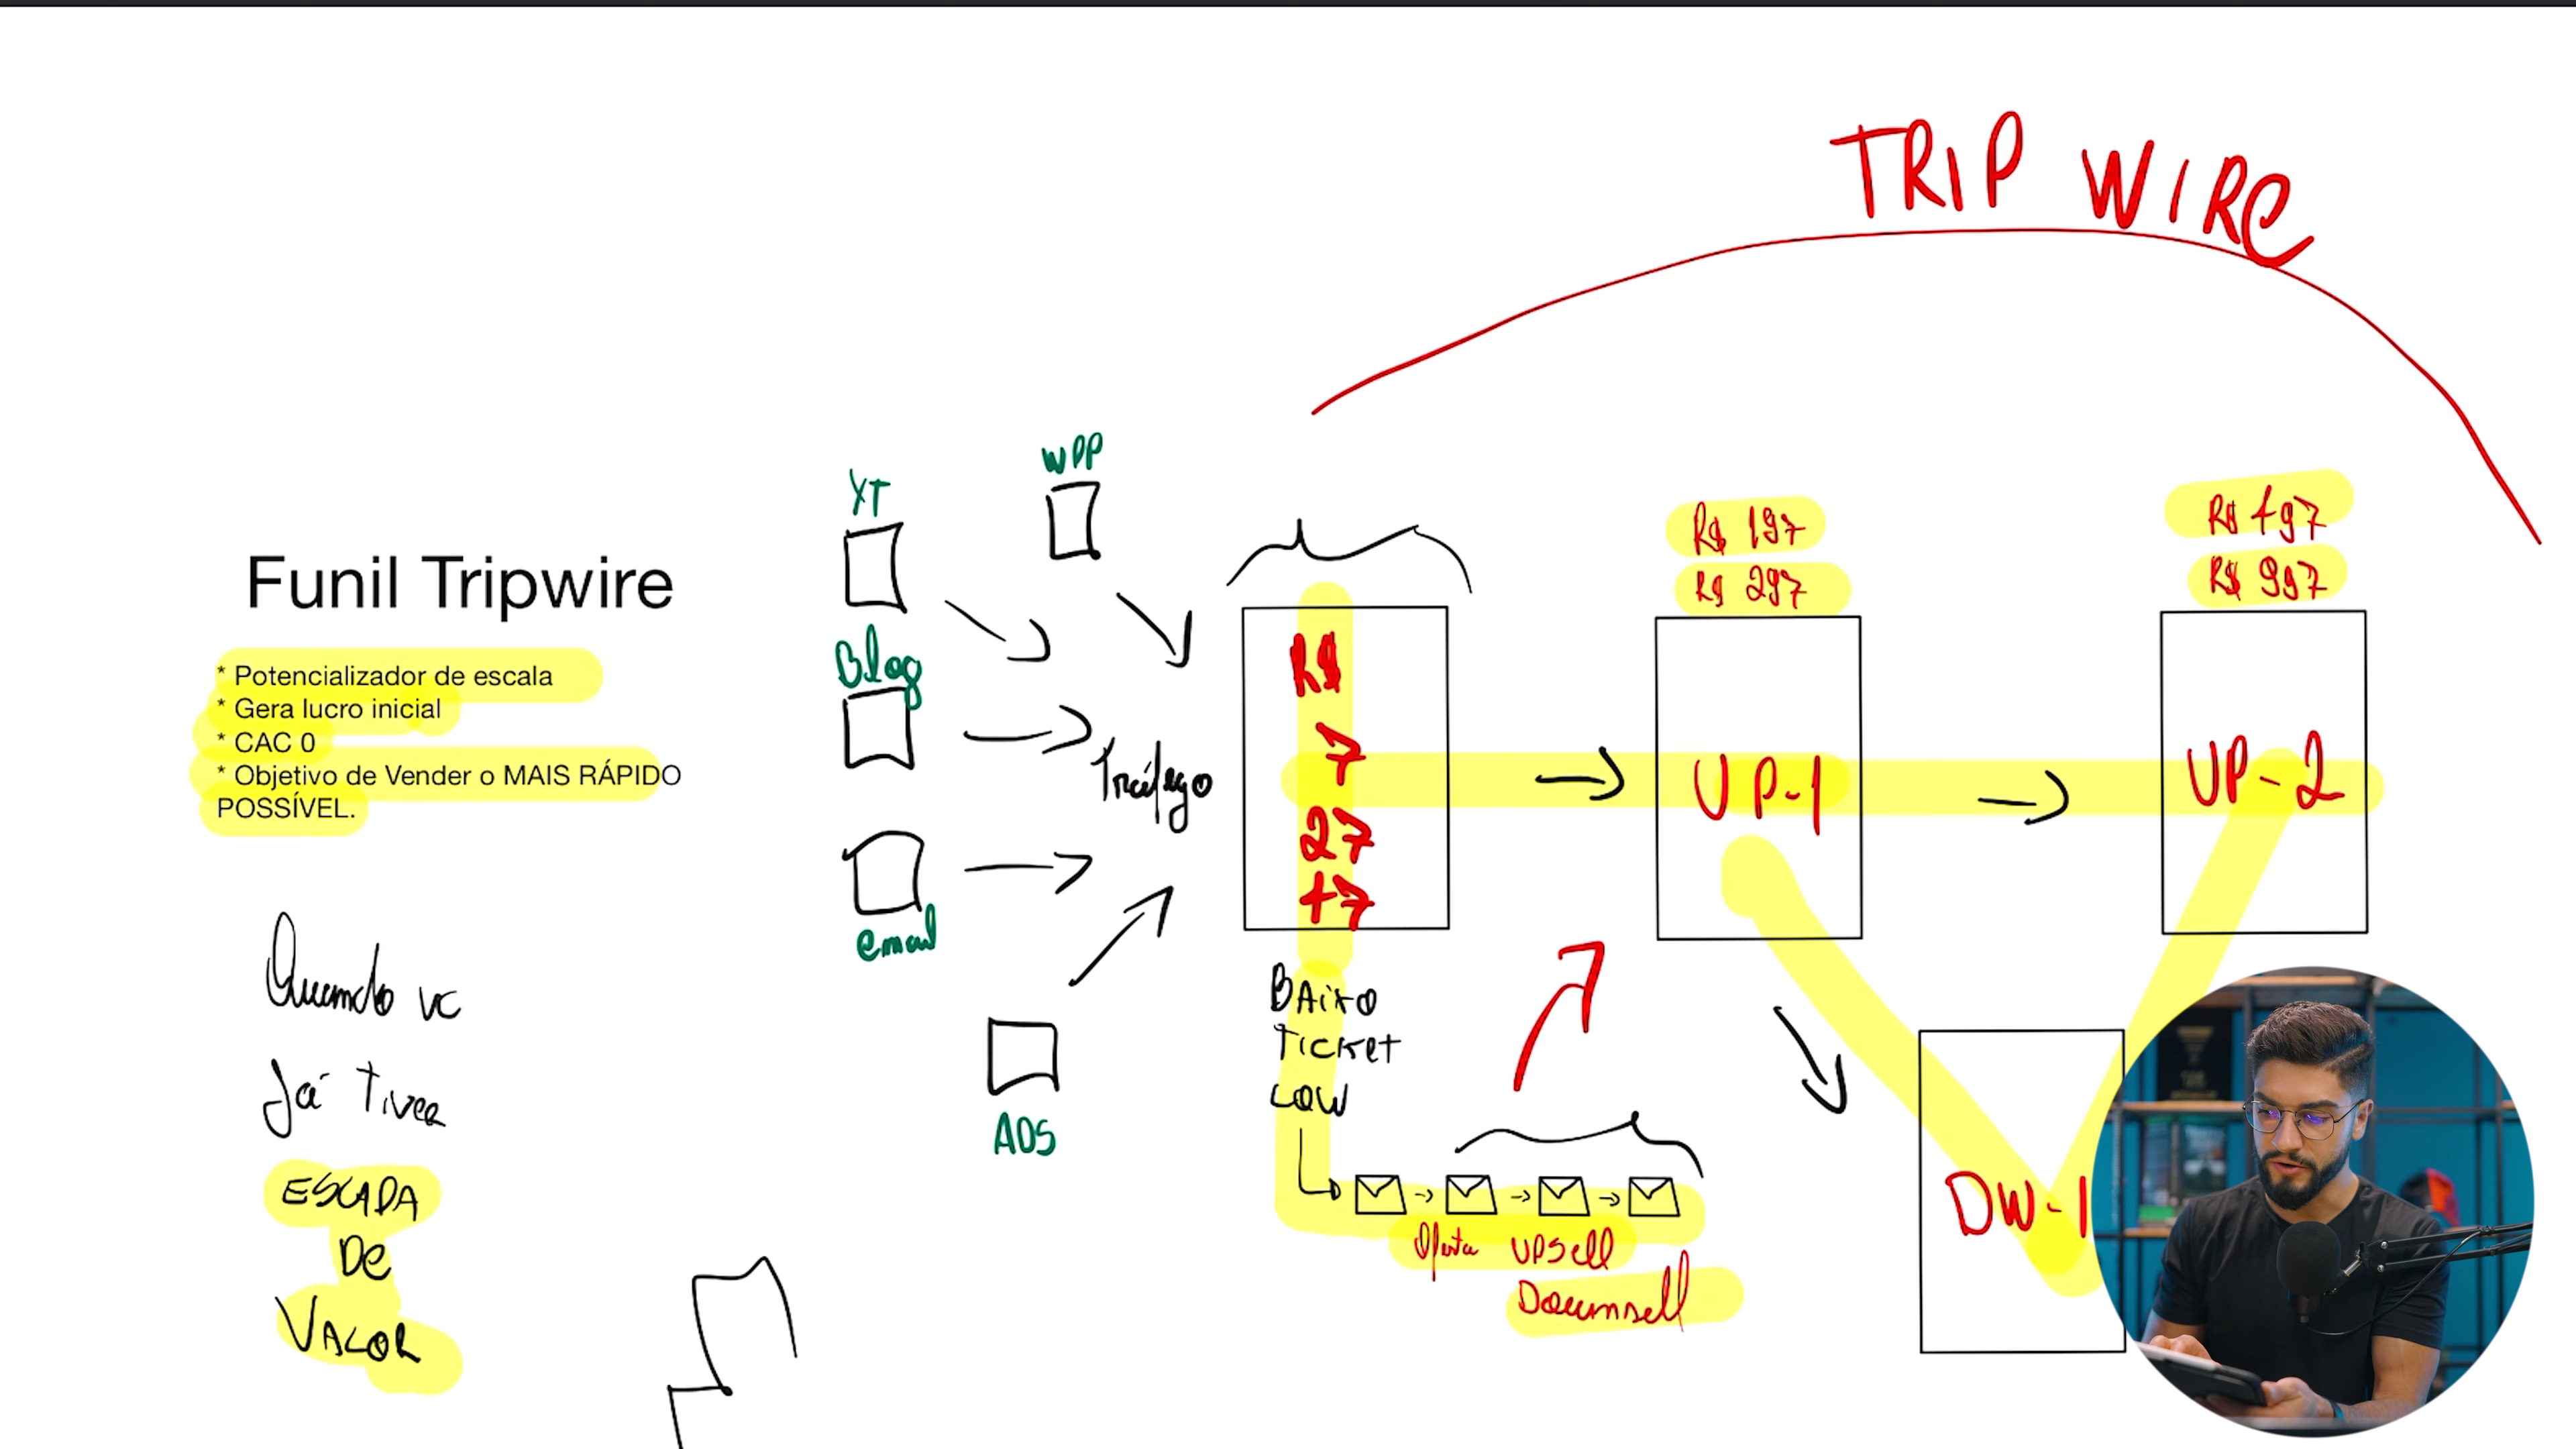 TRIP WIRE
Funil Tripwire
* Potencializador de escala
* Gera lucro inicial
* CAC 0
* Objetivo de Vender o MAIS RÁPIDO
POSSÍVEL.
Quando vc
Já Tiver
ESCADA
De
VALOR
YT
WPP
Blog
email
ADS
Tráfego
R$
7
27
47
BAixo
Ticket
LOW
Oferta UPSell
Downsell
R$ 197
R$ 297
UP-1
R$ 497
R$ 997
UP-2
DW-1